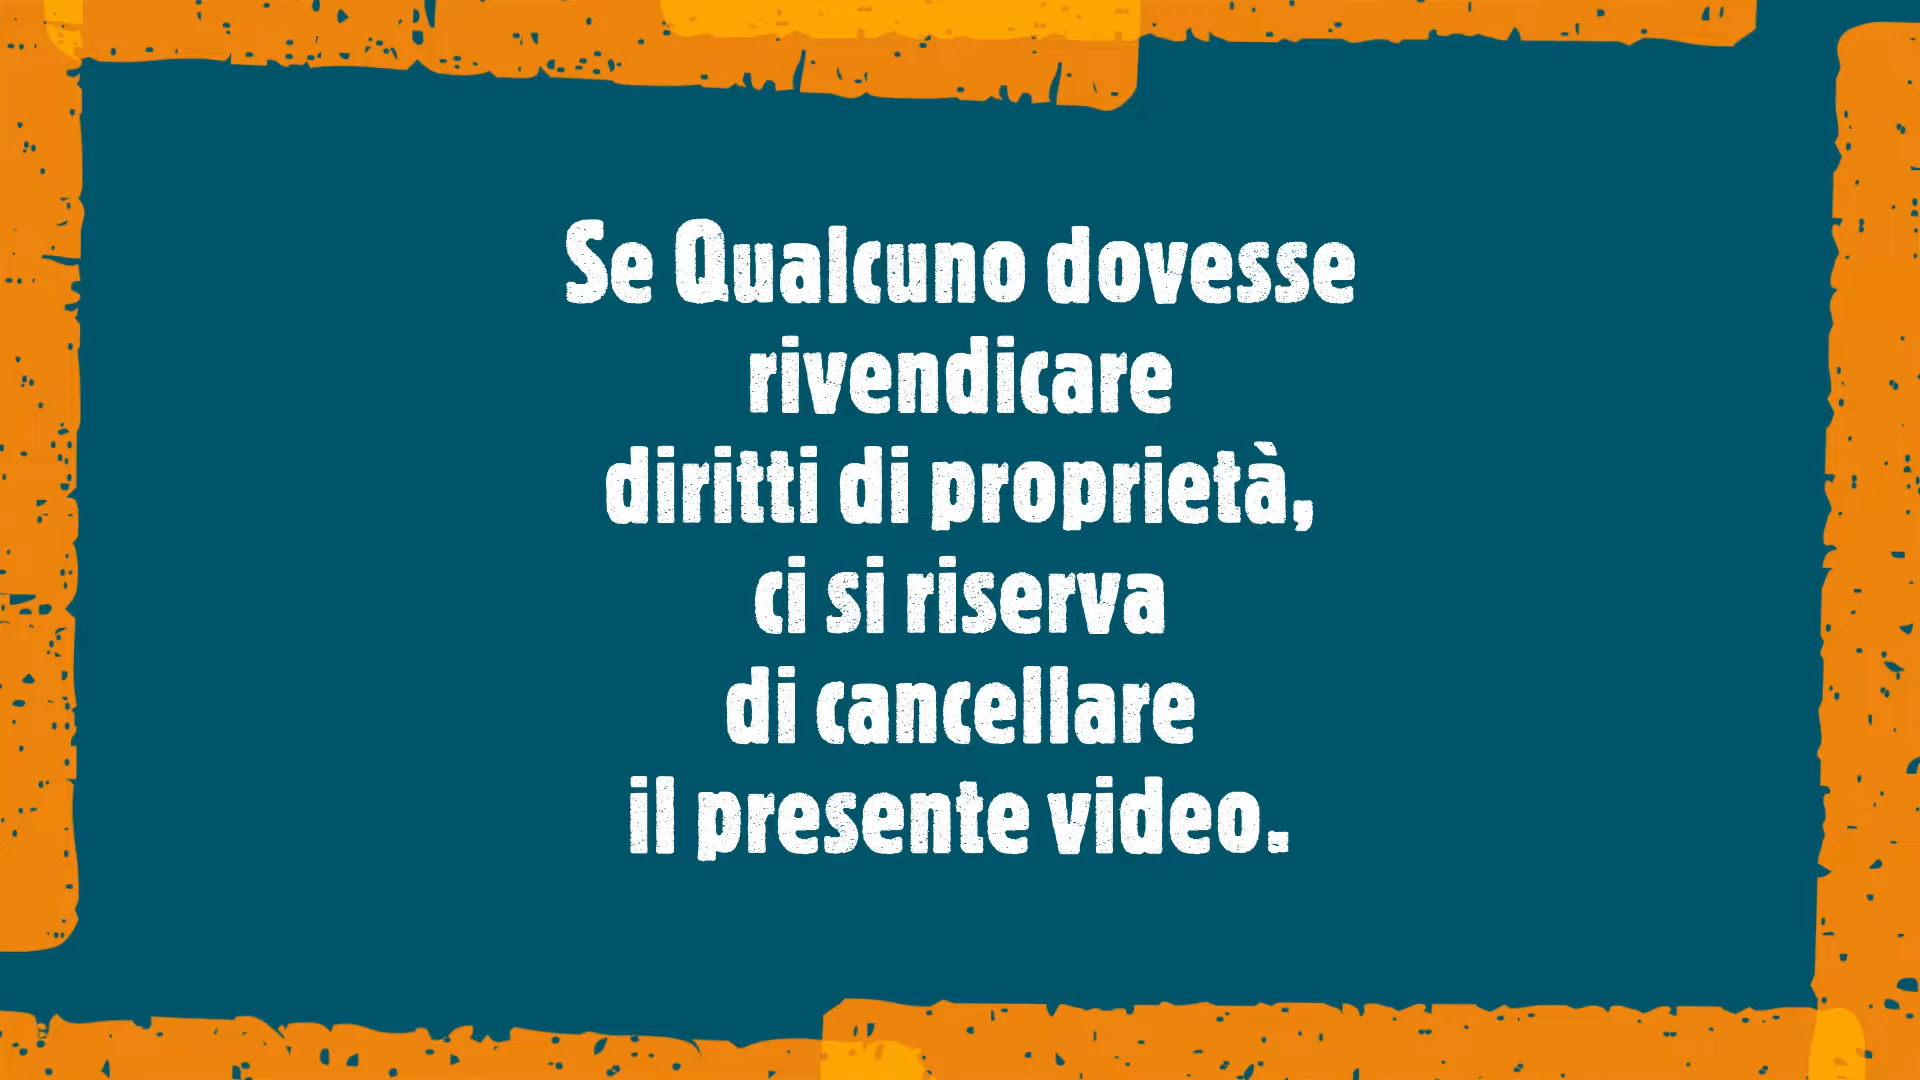 Se Qualcuno dovesse
rivendicare
diritti di proprietà,
ci si riserva
di cancellare
il presente video.